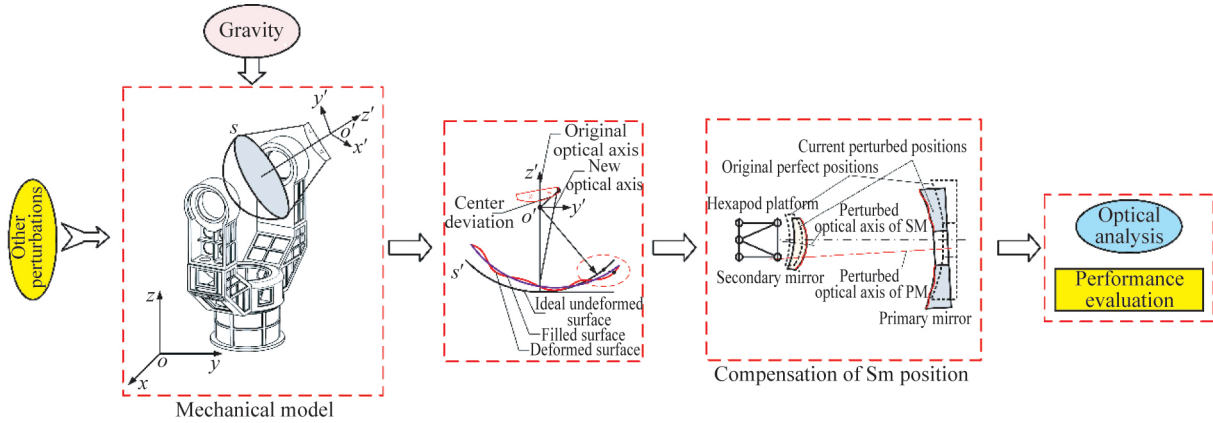 Gravity
Other
perturbations
y′
z′
s
o′
x′
z
o
y
x
Mechanical model
Original
optical axis
z′
New
optical axis
Center
deviation
o′
y′
s′
Ideal undeformed
surface
Filled surface
Deformed surface
Current perturbed positions
Original perfect positions
Hexapod platform
Perturbed
optical axis of SM
Secondary mirror
Perturbed
optical axis of PM
Primary mirror
Compensation of Sm position
Optical
analysis
Performance
evaluation